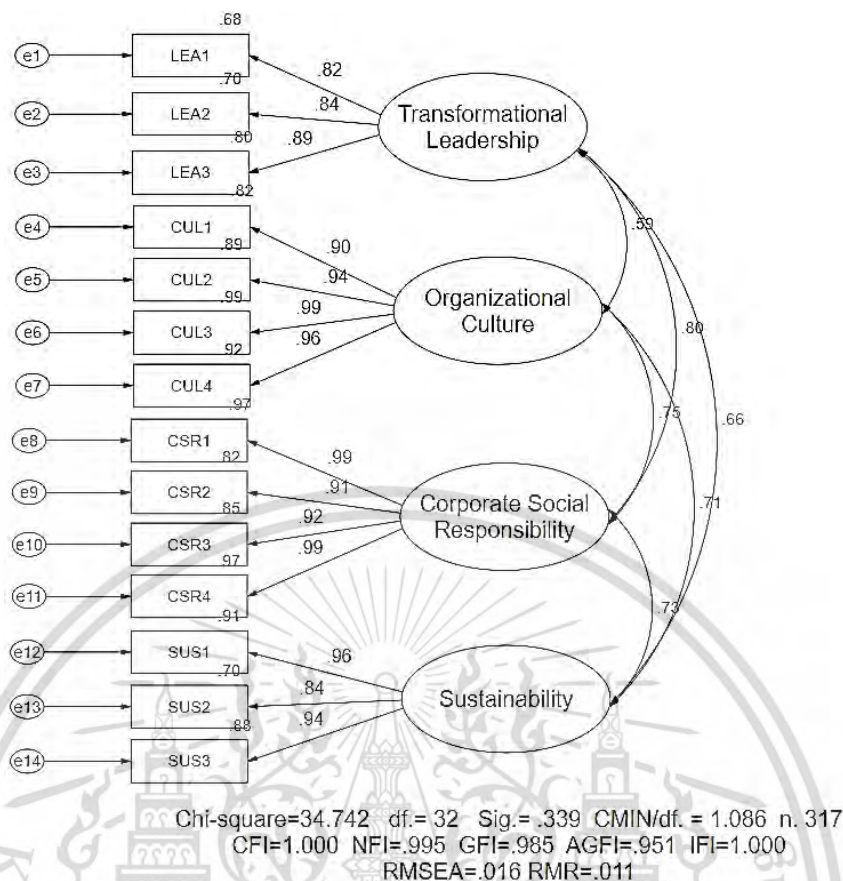 .68
e1 LEA1 .82
.70
e2 LEA2 .84
.80
e3 LEA3 .89
.82
Transformational
Leadership
e4 CUL1 .90
.89
e5 CUL2 .94
.99
e6 CUL3 .99
.92
e7 CUL4 .96
.97
Organizational
Culture
e8 CSR1 .99
.82
e9 CSR2 .91
.85
e10 CSR3 .92
.97
e11 CSR4 .99
.91
Corporate Social
Responsibility
e12 SUS1 .96
.70
e13 SUS2 .84
.88
e14 SUS3 .94
Sustainability
.59
.80
.75
.66
.71
.73
Chi-square=34.742 df.= 32 Sig.= .339 CMIN/df. = 1.086 n. 317
CFI=1.000 NFI=.995 GFI=.985 AGFI=.951 IFI=1.000
RMSEA=.016 RMR=.011